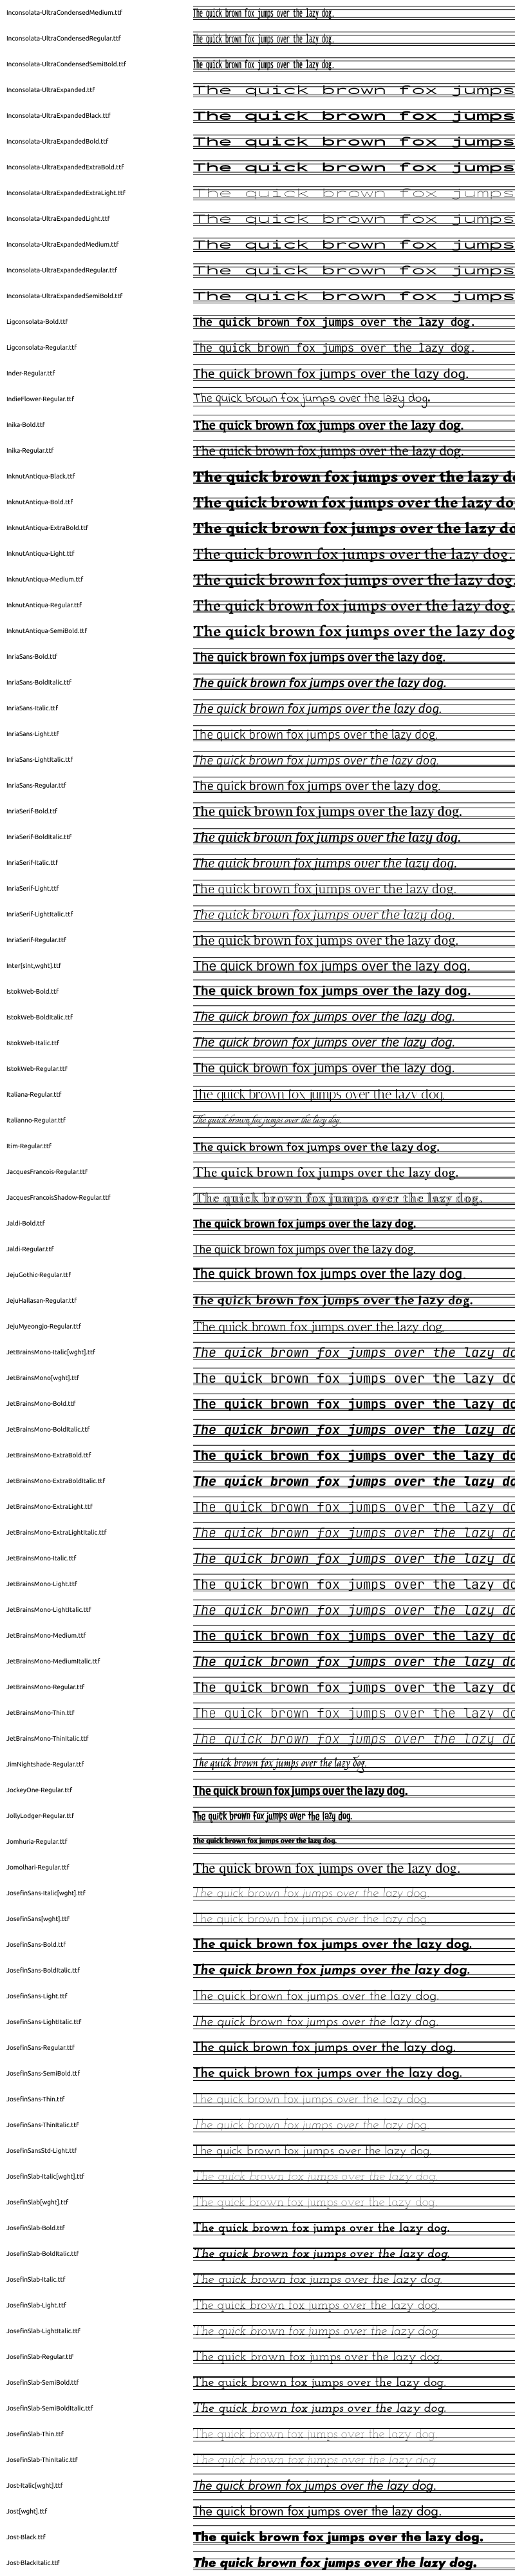 Inconsolata-UltraCondensedMedium.ttf The quick brown fox jumps over the lazy dog.
Inconsolata-UltraCondensedRegular.ttf The quick brown fox jumps over the lazy dog.
Inconsolata-UltraCondensedSemiBold.ttf The quick brown fox jumps over the lazy dog.
Inconsolata-UltraExpanded.ttf The quick brown fox jumps
Inconsolata-UltraExpandedBlack.ttf The quick brown fox jumps
Inconsolata-UltraExpandedBold.ttf The quick brown fox jumps
Inconsolata-UltraExpandedExtraBold.ttf The quick brown fox jumps
Inconsolata-UltraExpandedExtraLight.ttf The quick brown fox jumps
Inconsolata-UltraExpandedLight.ttf The quick brown fox jumps
Inconsolata-UltraExpandedMedium.ttf The quick brown fox jumps
Inconsolata-UltraExpandedRegular.ttf The quick brown fox jumps
Inconsolata-UltraExpandedSemiBold.ttf The quick brown fox jumps
Ligconsolata-Bold.ttf The quick brown fox jumps over the lazy dog.
Ligconsolata-Regular.ttf The quick brown fox jumps over the lazy dog.
Inder-Regular.ttf The quick brown fox jumps over the lazy dog.
IndieFlower-Regular.ttf The quick brown fox jumps over the lazy dog.
Inika-Bold.ttf The quick brown fox jumps over the lazy dog.
Inika-Regular.ttf The quick brown fox jumps over the lazy dog.
InknutAntiqua-Black.ttf The quick brown fox jumps over the lazy d
InknutAntiqua-Bold.ttf The quick brown fox jumps over the lazy do
InknutAntiqua-ExtraBold.ttf The quick brown fox jumps over the lazy do
InknutAntiqua-Light.ttf The quick brown fox jumps over the lazy dog.
InknutAntiqua-Medium.ttf The quick brown fox jumps over the lazy dog.
InknutAntiqua-Regular.ttf The quick brown fox jumps over the lazy dog.
InknutAntiqua-SemiBold.ttf The quick brown fox jumps over the lazy dog
InriaSans-Bold.ttf The quick brown fox jumps over the lazy dog.
InriaSans-BoldItalic.ttf The quick brown fox jumps over the lazy dog.
InriaSans-Italic.ttf The quick brown fox jumps over the lazy dog.
InriaSans-Light.ttf The quick brown fox jumps over the lazy dog.
InriaSans-LightItalic.ttf The quick brown fox jumps over the lazy dog.
InriaSans-Regular.ttf The quick brown fox jumps over the lazy dog.
InriaSerif-Bold.ttf The quick brown fox jumps over the lazy dog.
InriaSerif-BoldItalic.ttf The quick brown fox jumps over the lazy dog.
InriaSerif-Italic.ttf The quick brown fox jumps over the lazy dog.
InriaSerif-Light.ttf The quick brown fox jumps over the lazy dog.
InriaSerif-LightItalic.ttf The quick brown fox jumps over the lazy dog.
InriaSerif-Regular.ttf The quick brown fox jumps over the lazy dog.
Inter[slnt,wght].ttf The quick brown fox jumps over the lazy dog.
IstokWeb-Bold.ttf The quick brown fox jumps over the lazy dog.
IstokWeb-BoldItalic.ttf The quick brown fox jumps over the lazy dog.
IstokWeb-Italic.ttf The quick brown fox jumps over the lazy dog.
IstokWeb-Regular.ttf The quick brown fox jumps over the lazy dog.
Italiana-Regular.ttf The quick brown fox jumps over the lazy dog.
Italianno-Regular.ttf The quick brown fox jumps over the lazy dog.
Itim-Regular.ttf The quick brown fox jumps over the lazy dog.
JacquesFrancois-Regular.ttf The quick brown fox jumps over the lazy dog.
JacquesFrancoisShadow-Regular.ttf The quick brown fox jumps over the lazy dog.
Jaldi-Bold.ttf The quick brown fox jumps over the lazy dog.
Jaldi-Regular.ttf The quick brown fox jumps over the lazy dog.
JejuGothic-Regular.ttf The quick brown fox jumps over the lazy dog.
JejuHallasan-Regular.ttf The quick brown fox jumps over the lazy dog.
JejuMyeongjo-Regular.ttf The quick brown fox jumps over the lazy dog.
JetBrainsMono-Italic[wght].ttf The quick brown fox jumps over the lazy do
JetBrainsMono[wght].ttf The quick brown fox jumps over the lazy do
JetBrainsMono-Bold.ttf The quick brown fox jumps over the lazy do
JetBrainsMono-BoldItalic.ttf The quick brown fox jumps over the lazy do
JetBrainsMono-ExtraBold.ttf The quick brown fox jumps over the lazy do
JetBrainsMono-ExtraBoldItalic.ttf The quick brown fox jumps over the lazy do
JetBrainsMono-ExtraLight.ttf The quick brown fox jumps over the lazy do
JetBrainsMono-ExtraLightItalic.ttf The quick brown fox jumps over the lazy do
JetBrainsMono-Italic.ttf The quick brown fox jumps over the lazy do
JetBrainsMono-Light.ttf The quick brown fox jumps over the lazy do
JetBrainsMono-LightItalic.ttf The quick brown fox jumps over the lazy do
JetBrainsMono-Medium.ttf The quick brown fox jumps over the lazy do
JetBrainsMono-MediumItalic.ttf The quick brown fox jumps over the lazy do
JetBrainsMono-Regular.ttf The quick brown fox jumps over the lazy do
JetBrainsMono-Thin.ttf The quick brown fox jumps over the lazy do
JetBrainsMono-ThinItalic.ttf The quick brown fox jumps over the lazy do
JimNightshade-Regular.ttf The quick brown fox jumps over the lazy dog.
JockeyOne-Regular.ttf The quick brown fox jumps over the lazy dog.
JollyLodger-Regular.ttf The quick brown fox jumps over the lazy dog.
Jomhuria-Regular.ttf The quick brown fox jumps over the lazy dog.
Jomolhari-Regular.ttf The quick brown fox jumps over the lazy dog.
JosefinSans-Italic[wght].ttf The quick brown fox jumps over the lazy dog.
JosefinSans[wght].ttf The quick brown fox jumps over the lazy dog.
JosefinSans-Bold.ttf The quick brown fox jumps over the lazy dog.
JosefinSans-BoldItalic.ttf The quick brown fox jumps over the lazy dog.
JosefinSans-Light.ttf The quick brown fox jumps over the lazy dog.
JosefinSans-LightItalic.ttf The quick brown fox jumps over the lazy dog.
JosefinSans-Regular.ttf The quick brown fox jumps over the lazy dog.
JosefinSans-SemiBold.ttf The quick brown fox jumps over the lazy dog.
JosefinSans-Thin.ttf The quick brown fox jumps over the lazy dog.
JosefinSans-ThinItalic.ttf The quick brown fox jumps over the lazy dog.
JosefinSansStd-Light.ttf The quick brown fox jumps over the lazy dog.
JosefinSlab-Italic[wght].ttf The quick brown fox jumps over the lazy dog.
JosefinSlab[wght].ttf The quick brown fox jumps over the lazy dog.
JosefinSlab-Bold.ttf The quick brown fox jumps over the lazy dog.
JosefinSlab-BoldItalic.ttf The quick brown fox jumps over the lazy dog.
JosefinSlab-Italic.ttf The quick brown fox jumps over the lazy dog.
JosefinSlab-Light.ttf The quick brown fox jumps over the lazy dog.
JosefinSlab-LightItalic.ttf The quick brown fox jumps over the lazy dog.
JosefinSlab-Regular.ttf The quick brown fox jumps over the lazy dog.
JosefinSlab-SemiBold.ttf The quick brown fox jumps over the lazy dog.
JosefinSlab-SemiBoldItalic.ttf The quick brown fox jumps over the lazy dog.
JosefinSlab-Thin.ttf The quick brown fox jumps over the lazy dog.
JosefinSlab-ThinItalic.ttf The quick brown fox jumps over the lazy dog.
Jost-Italic[wght].ttf The quick brown fox jumps over the lazy dog.
Jost[wght].ttf The quick brown fox jumps over the lazy dog.
Jost-Black.ttf The quick brown fox jumps over the lazy dog.
Jost-BlackItalic.ttf The quick brown fox jumps over the lazy dog.